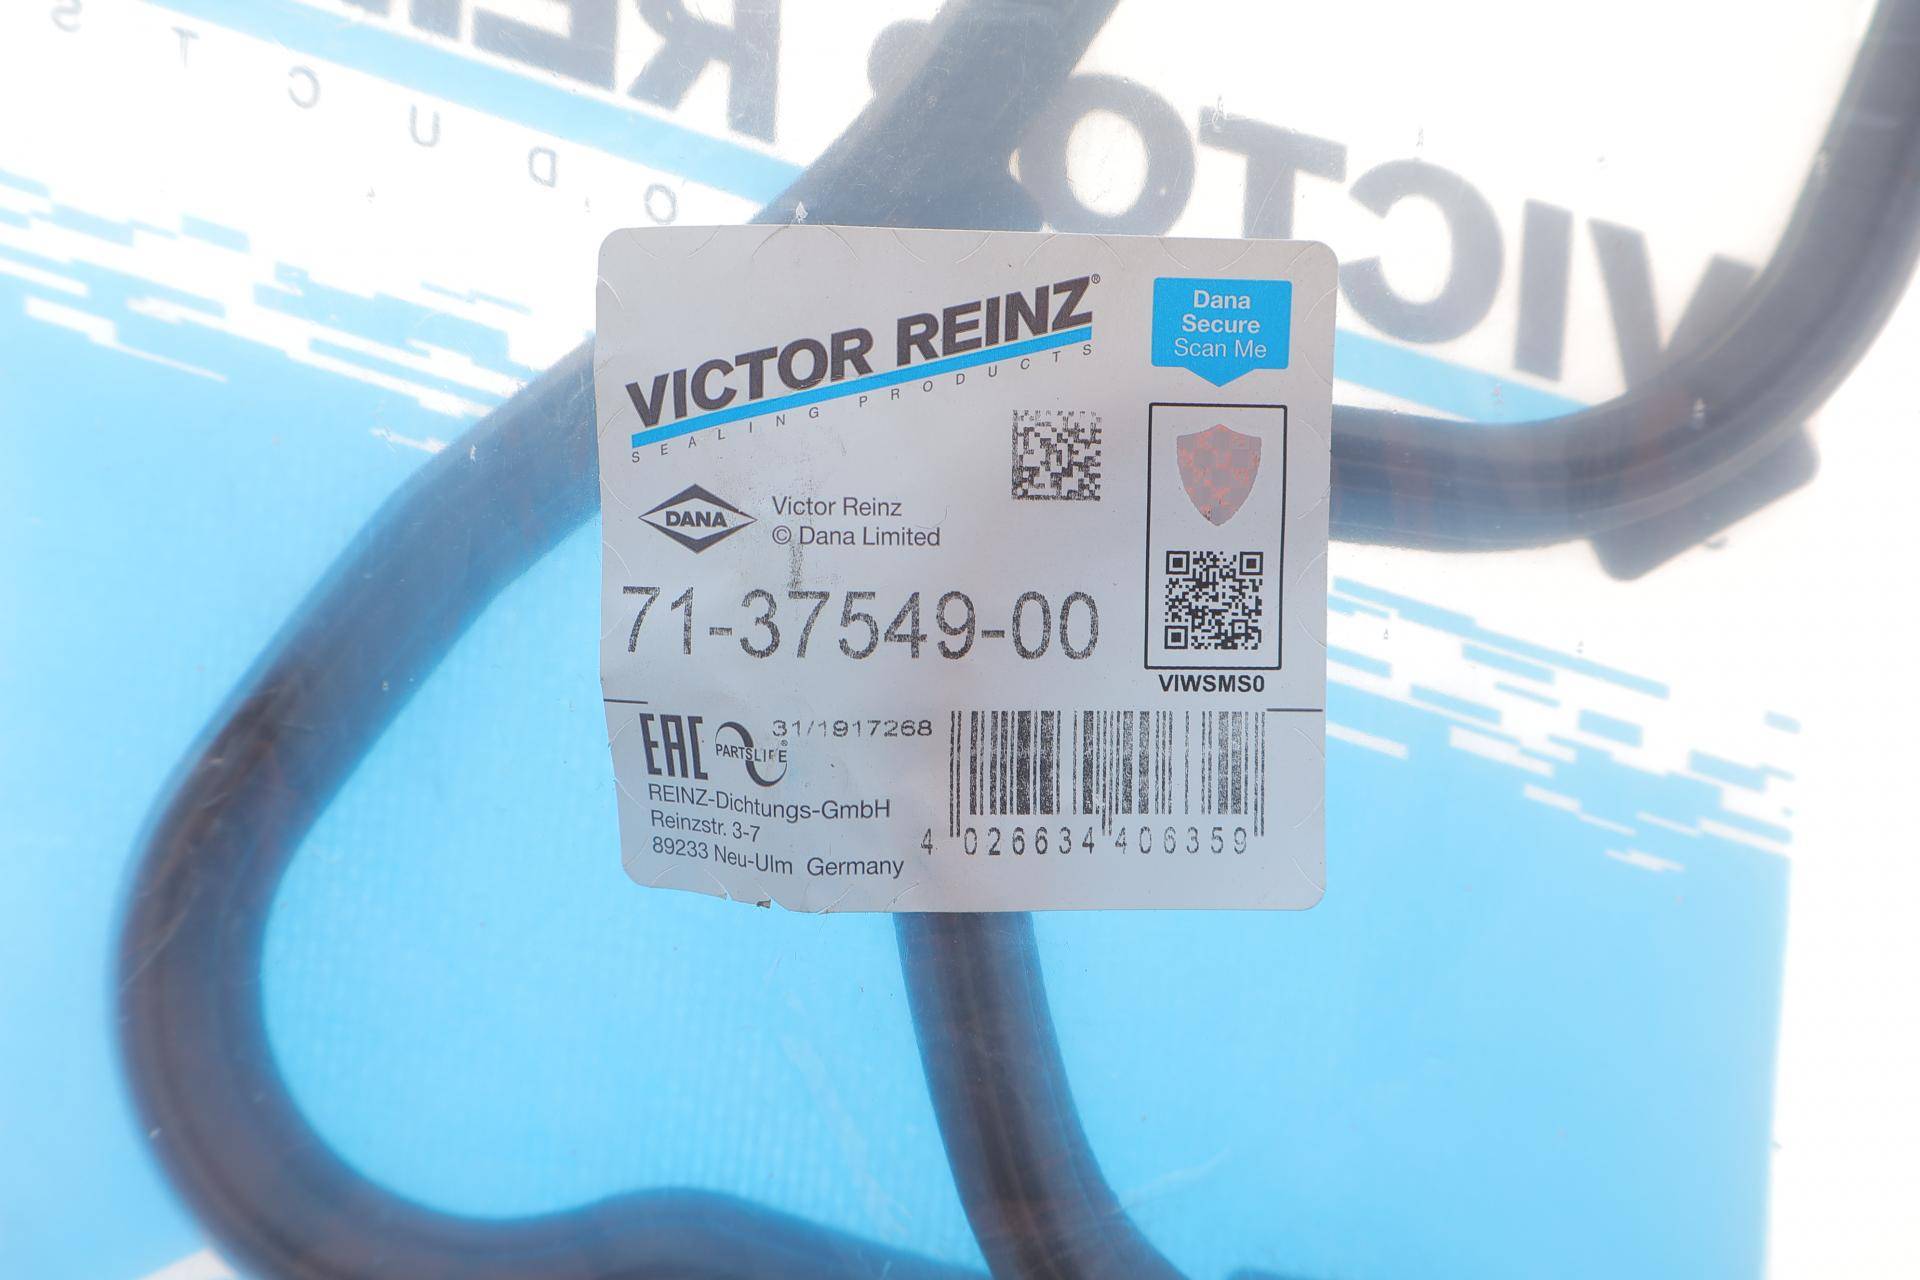 VICTOR REINZ®
SEALING PRODUCTS
Dana
Secure
Scan Me
DANA
Victor Reinz
© Dana Limited
71-37549-00
VIWSMS0
EAC
PARTSLIFE®
31/1917268
REINZ-Dichtungs-GmbH
Reinzstr. 3-7
89233 Neu-Ulm Germany
4 026634 406359